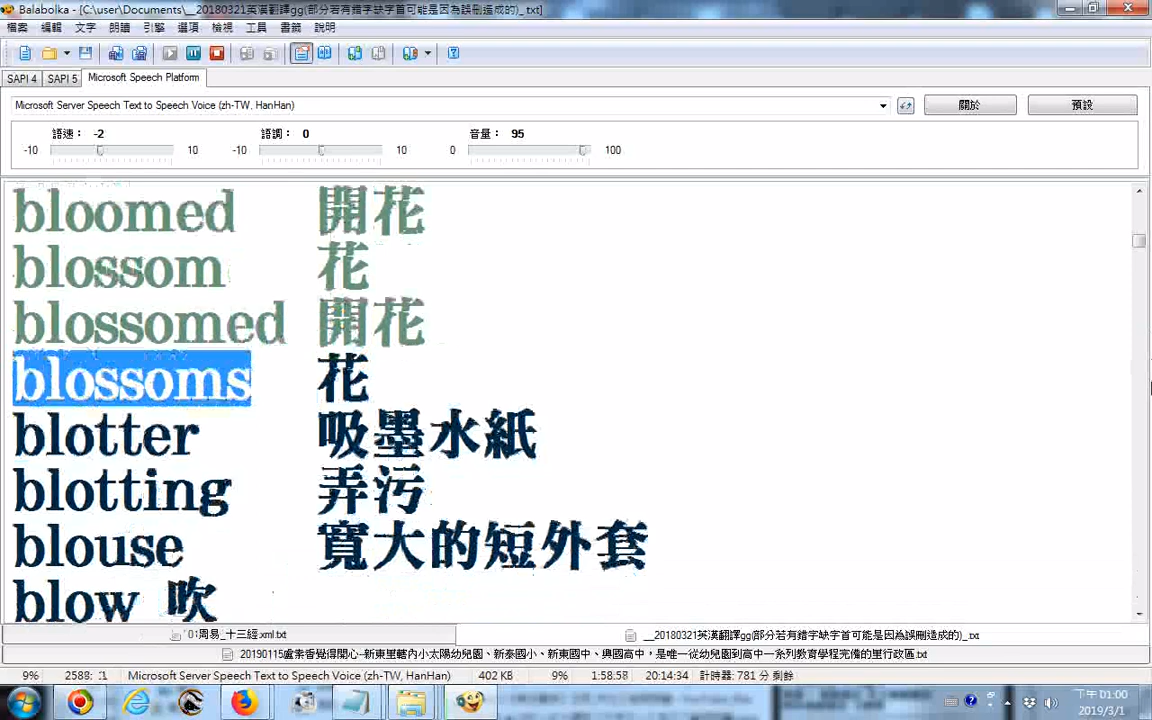 Balabolka - [C:\user\Documents\__20180321英漢翻譯gg(部分若有錯字缺字首可能是因為誤刪造成的)_.txt]
檔案 編輯 文字 朗讀 引擎 選項 檢視 工具 書籤 說明
SAPI 4 SAPI 5 Microsoft Speech Platform
Microsoft Server Speech Text to Speech Voice (zh-TW, HanHan) 關於 預設
語速： -2 語調： 0 音量： 95
-10 10 -10 10 0 100
bloomed 開花
blossom 花
blossomed 開花
blossoms 花
blotter 吸墨水紙
blotting 弄污
blouse 寬大的短外套
blow 吹
01周易_十三經.xml.txt __20180321英漢翻譯gg(部分若有錯字缺字首可能是因為誤刪造成的)_.txt
20190115盧素香覺得開心--新東里轄內小太陽幼兒園、新泰國小、新東國中、興國高中，是唯一從幼兒園到高中一系列教育學程完備的里行政區.txt
9% 2588: :1 Microsoft Server Speech Text to Speech Voice (zh-TW, HanHan) 402 KB 9% 1:58:58 20:14:34 計時器: 781 分 剩餘
下午 01:00
2019/3/1